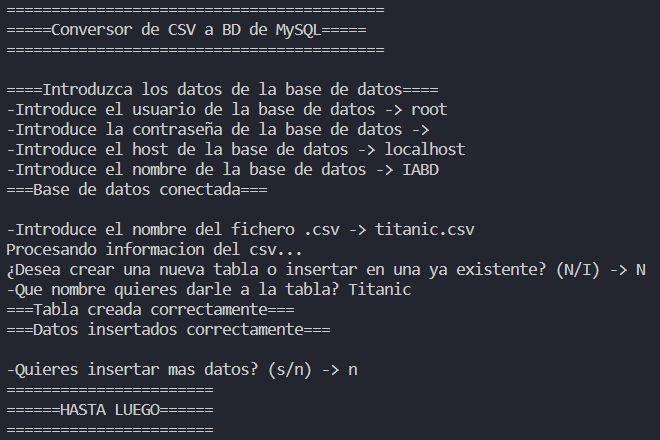 ==========================================
=====Conversor de CSV a BD de MySQL=====
==========================================
====Introduzca los datos de la base de datos====
-Introduce el usuario de la base de datos -> root
-Introduce la contraseña de la base de datos ->
-Introduce el host de la base de datos -> localhost
-Introduce el nombre de la base de datos -> IABD
===Base de datos conectada===
-Introduce el nombre del fichero .csv -> titanic.csv
Procesando informacion del csv...
¿Desea crear una nueva tabla o insertar en una ya existente? (N/I) -> N
-Que nombre quieres darle a la tabla? Titanic
===Tabla creada correctamente===
===Datos insertados correctamente===
-Quieres insertar mas datos? (s/n) -> n
=======================
======HASTA LUEGO======
=======================